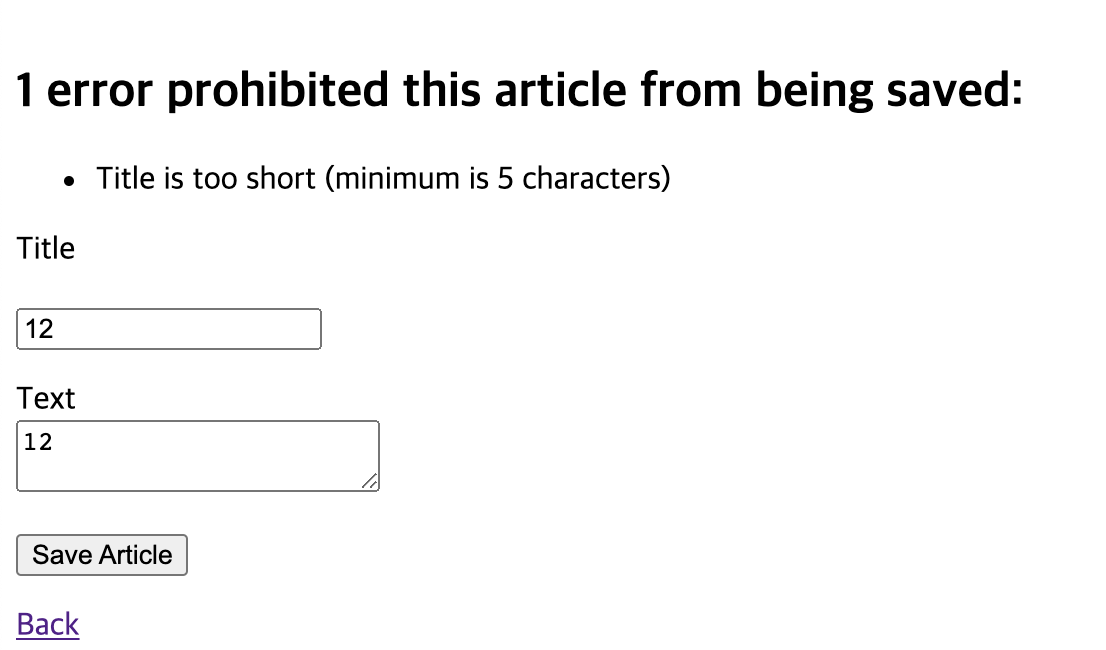 1 error prohibited this article from being saved:
Title is too short (minimum is 5 characters)
Title
12
Text
12
Save Article
Back